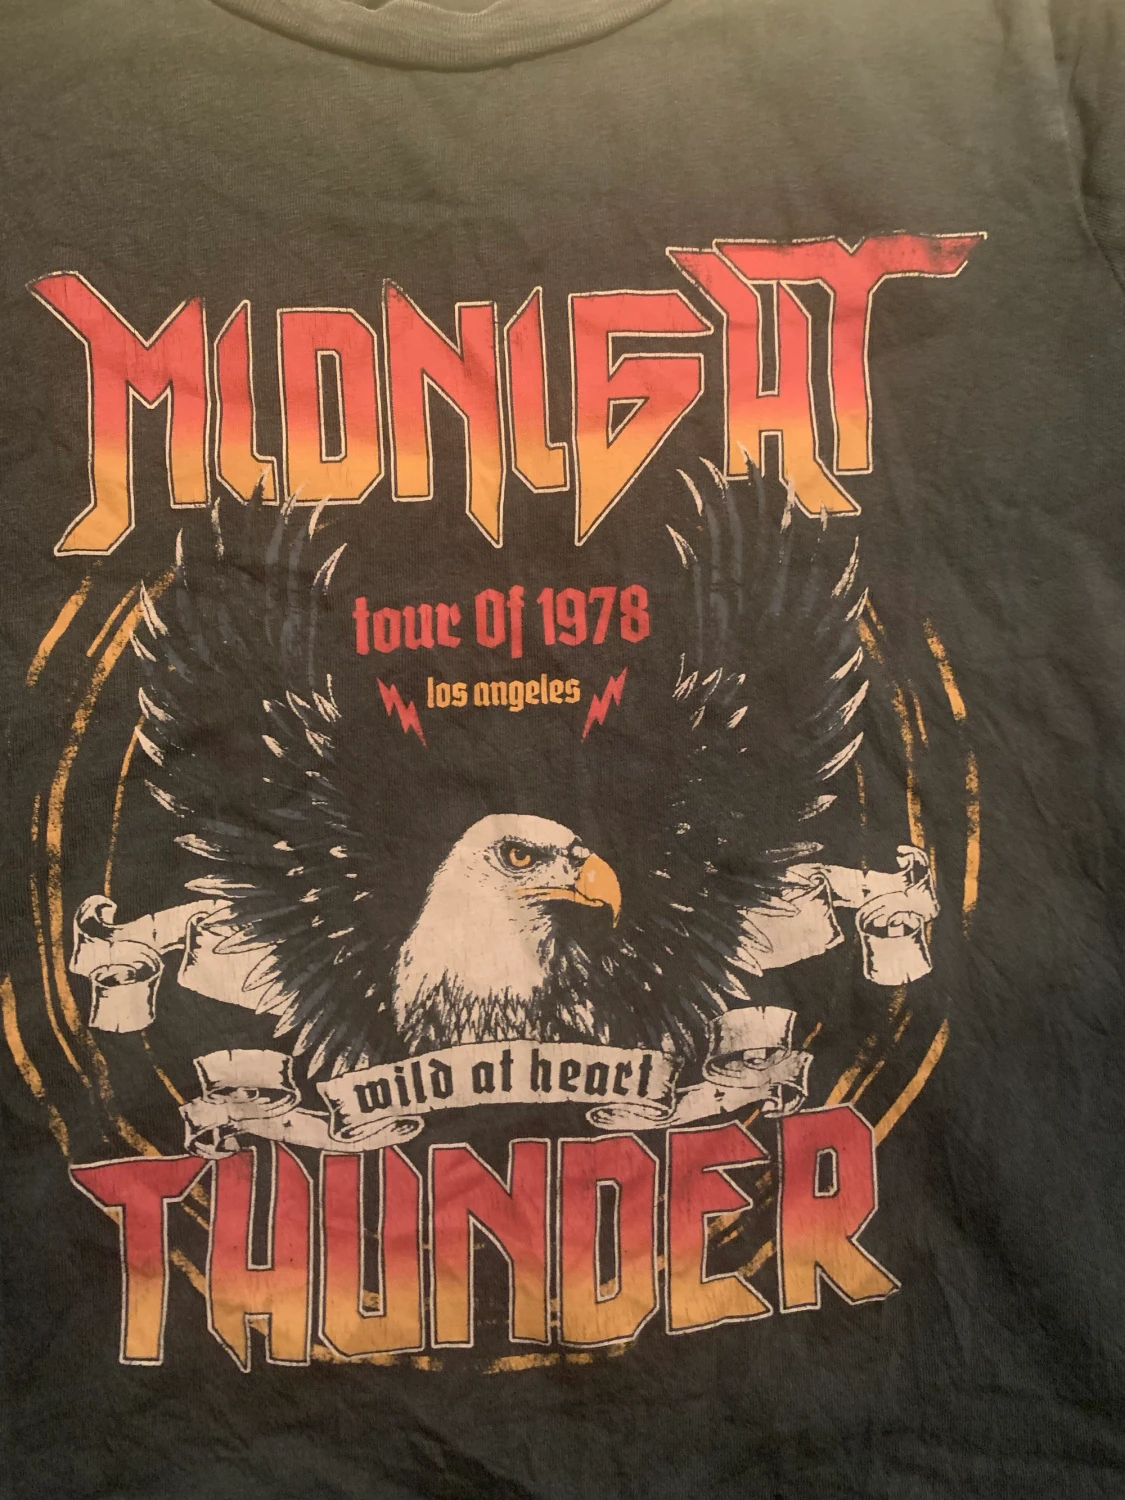 MIDNIGHT
tour Of 1978
los angeles
wild at heart
THUNDER